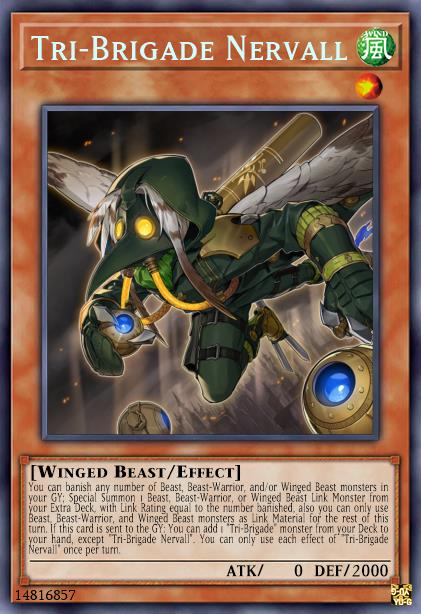 TRI-BRIGADE NERVALL
WIND
風
[WINGED BEAST/EFFECT]
You can banish any number of Beast, Beast-Warrior, and/or Winged Beast monsters in
your GY; Special Summon 1 Beast, Beast-Warrior, or Winged Beast Link Monster from
your Extra Deck, with Link Rating equal to the number banished, also you can only use
Beast, Beast-Warrior, and Winged Beast monsters as Link Material for the rest of this
turn. If this card is sent to the GY: You can add 1 "Tri-Brigade" monster from your Deck to
your hand, except "Tri-Brigade Nervall". You can only use each effect of "Tri-Brigade
Nervall" once per turn.
ATK/ 0 DEF/2000
14816857